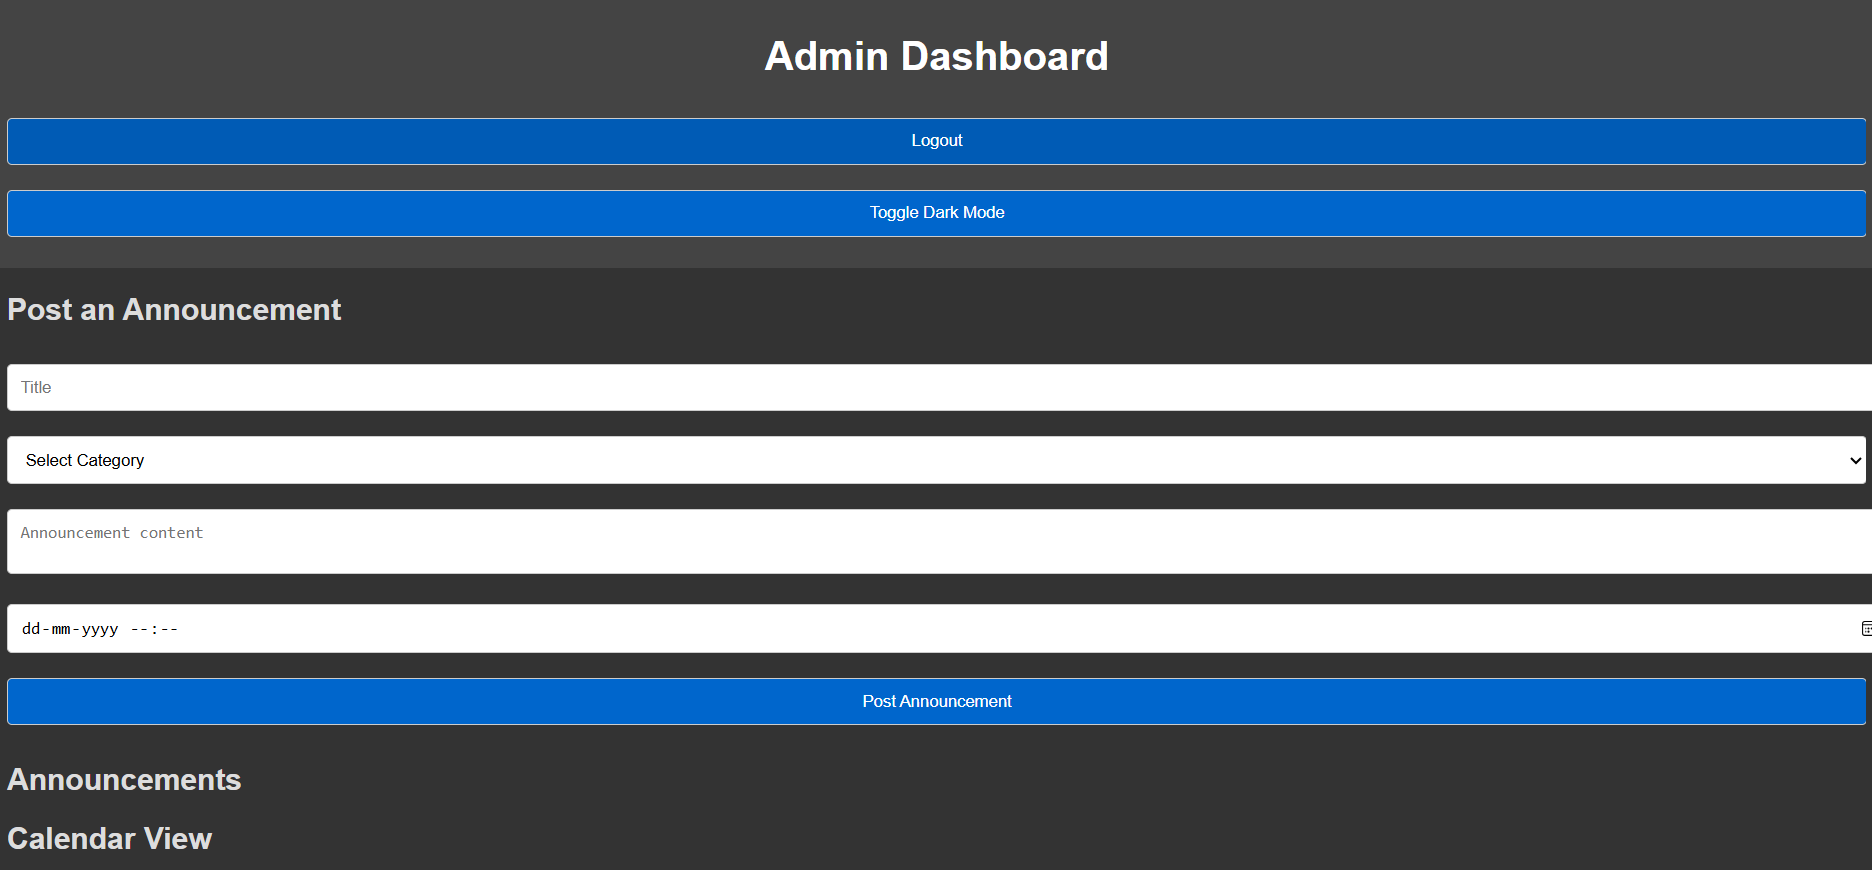 Admin Dashboard
Logout
Toggle Dark Mode
Post an Announcement
Title
Select Category
Announcement content
dd-mm-yyyy --:--
Post Announcement
Announcements
Calendar View